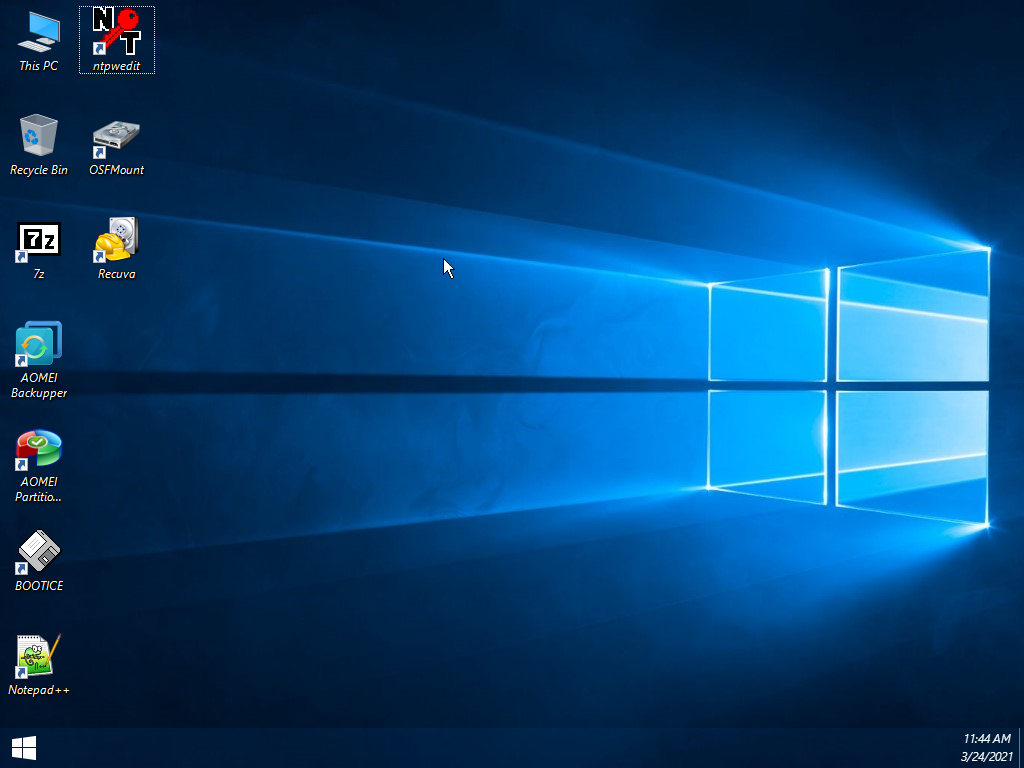 This PC
ntpwedit
Recycle Bin
OSFMount
7z
Recuva
AOMEI
Backupper
AOMEI
Partitio...
BOOTICE
Notepad++
11:44 AM
3/24/2021